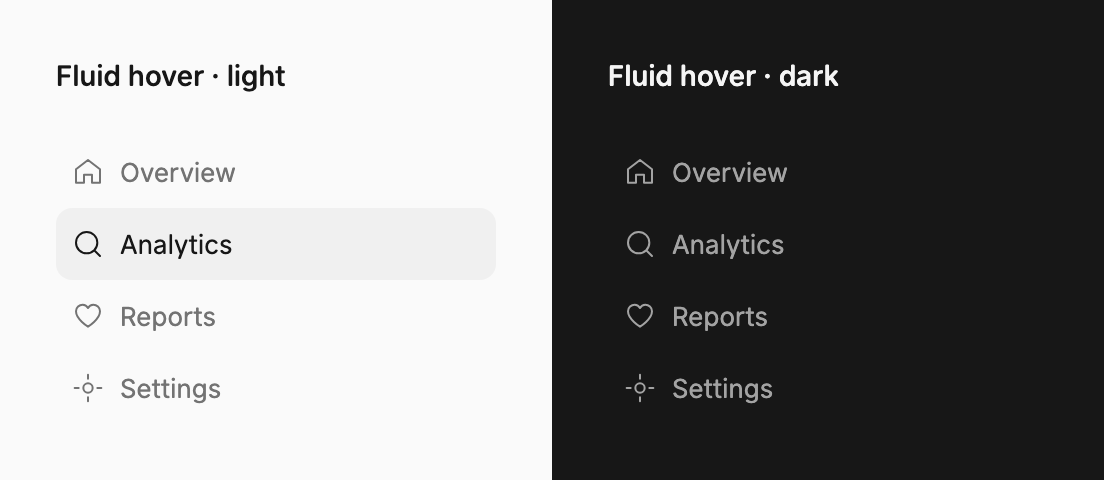 Fluid hover · light
Overview
Analytics
Reports
Settings
Fluid hover · dark
Overview
Analytics
Reports
Settings